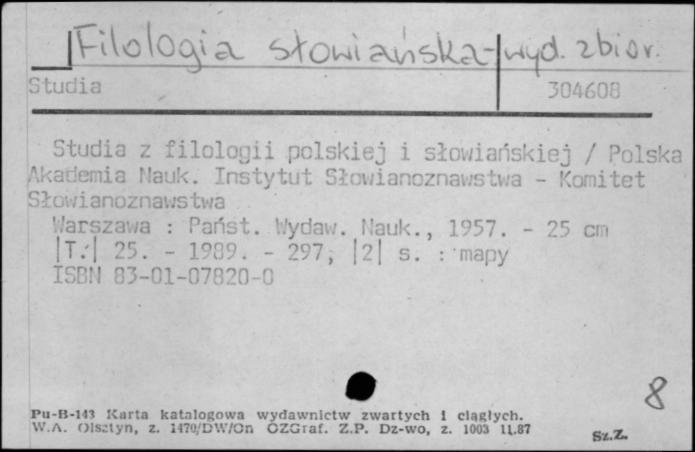 Filologia słowiańska - wyd. zbior.
Studia 304608
Studia z filologii polskiej i słowiańskiej / Polska
Akademia Nauk. Instytut Słowianoznawstwa - Komitet
Słowianoznawstwa
Warszawa : Państ. Wydaw. Nauk., 1957. - 25 cm
|T.| 25. - 1989. - 297, |2| s. : mapy
ISBN 83-01-07820-0
8
Pu-B-143 Karta katalogowa wydawnictw zwartych i ciągłych.
W.A. Olsztyn, z. 1470/DW/On OZGraf. Z.P. Dz-wo, z. 1003 11.87
Sz.Z.